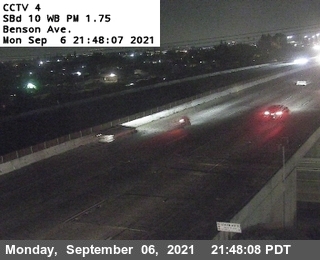 CCTV 4
SBd 10 WB PM 1.75
Benson Ave.
Mon Sep 6 21:48:07 2021
Monday, September 06, 2021 21:48:08 PDT